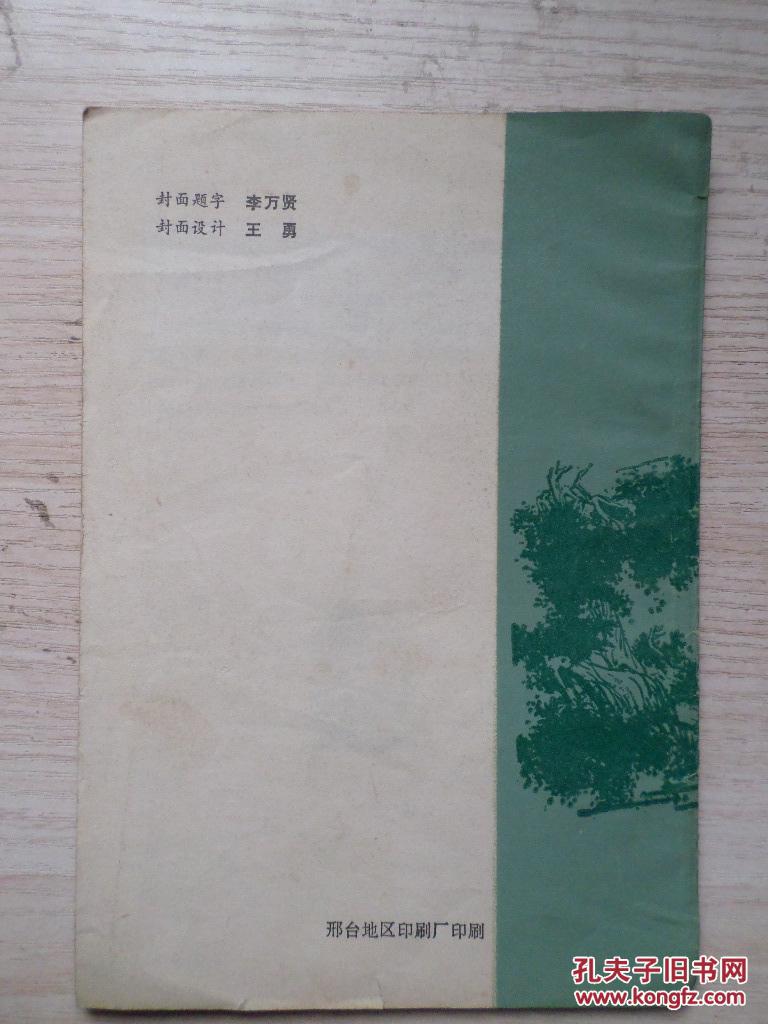 封面题字 李万贤
封面设计 王 勇
邢台地区印刷厂印刷
孔夫子旧书网
www.kongfz.com